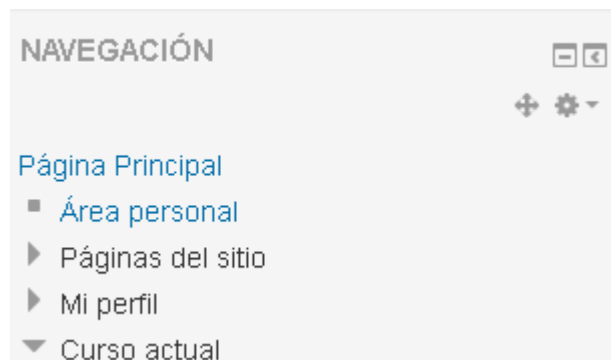 NAVEGACIÓN
Página Principal
Área personal
Páginas del sitio
Mi perfil
Curso actual